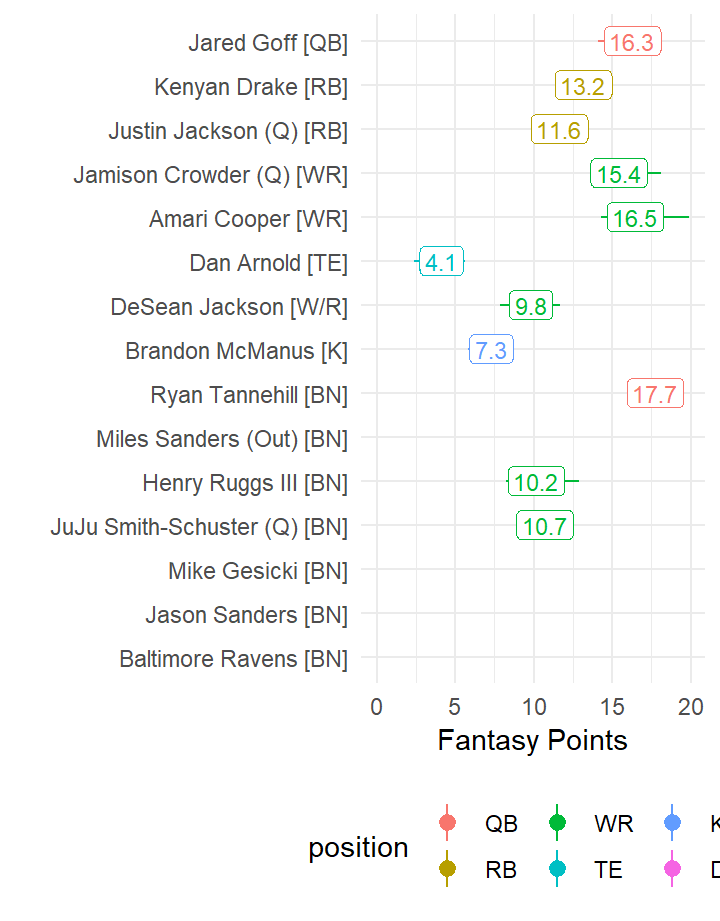 Jared Goff [QB] 16.3
Kenyan Drake [RB] 13.2
Justin Jackson (Q) [RB] 11.6
Jamison Crowder (Q) [WR] 15.4
Amari Cooper [WR] 16.5
Dan Arnold [TE] 4.1
DeSean Jackson [W/R] 9.8
Brandon McManus [K] 7.3
Ryan Tannehill [BN] 17.7
Miles Sanders (Out) [BN]
Henry Ruggs III [BN] 10.2
JuJu Smith-Schuster (Q) [BN] 10.7
Mike Gesicki [BN]
Jason Sanders [BN]
Baltimore Ravens [BN]
0 5 10 15 20
Fantasy Points
position
QB WR K
RB TE D